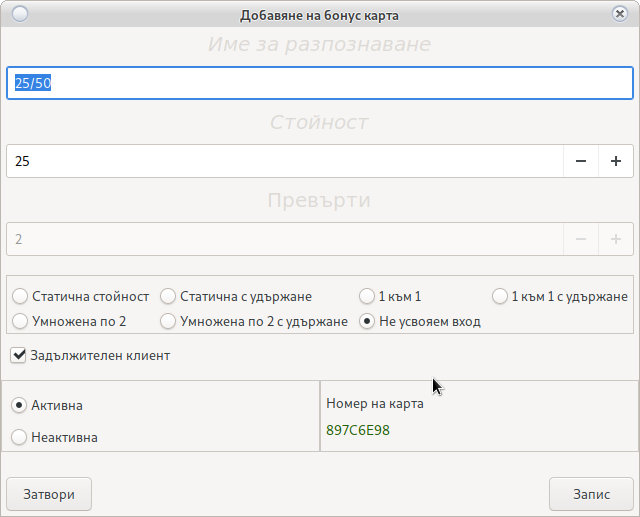 Добавяне на бонус карта
Име за разпознаване
25/50
Стойност
25
Превърти
2
Статична стойност Статична с удържане 1 към 1 1 към 1 с удържане
Умножена по 2 Умножена по 2 с удържане Не усвояем вход
Задължителен клиент
Активна
Неактивна
Номер на карта
897C6E98
Затвори Запис